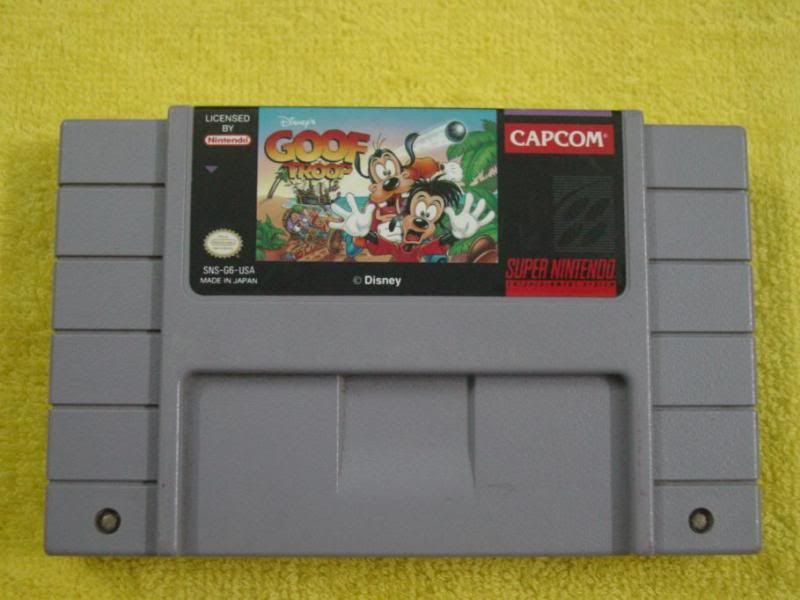 LICENSED
BY
Nintendo
Disney's
GOOF
TROOP
CAPCOM
SNS-G6-USA
MADE IN JAPAN
© Disney
SUPER NINTENDO
ENTERTAINMENT SYSTEM